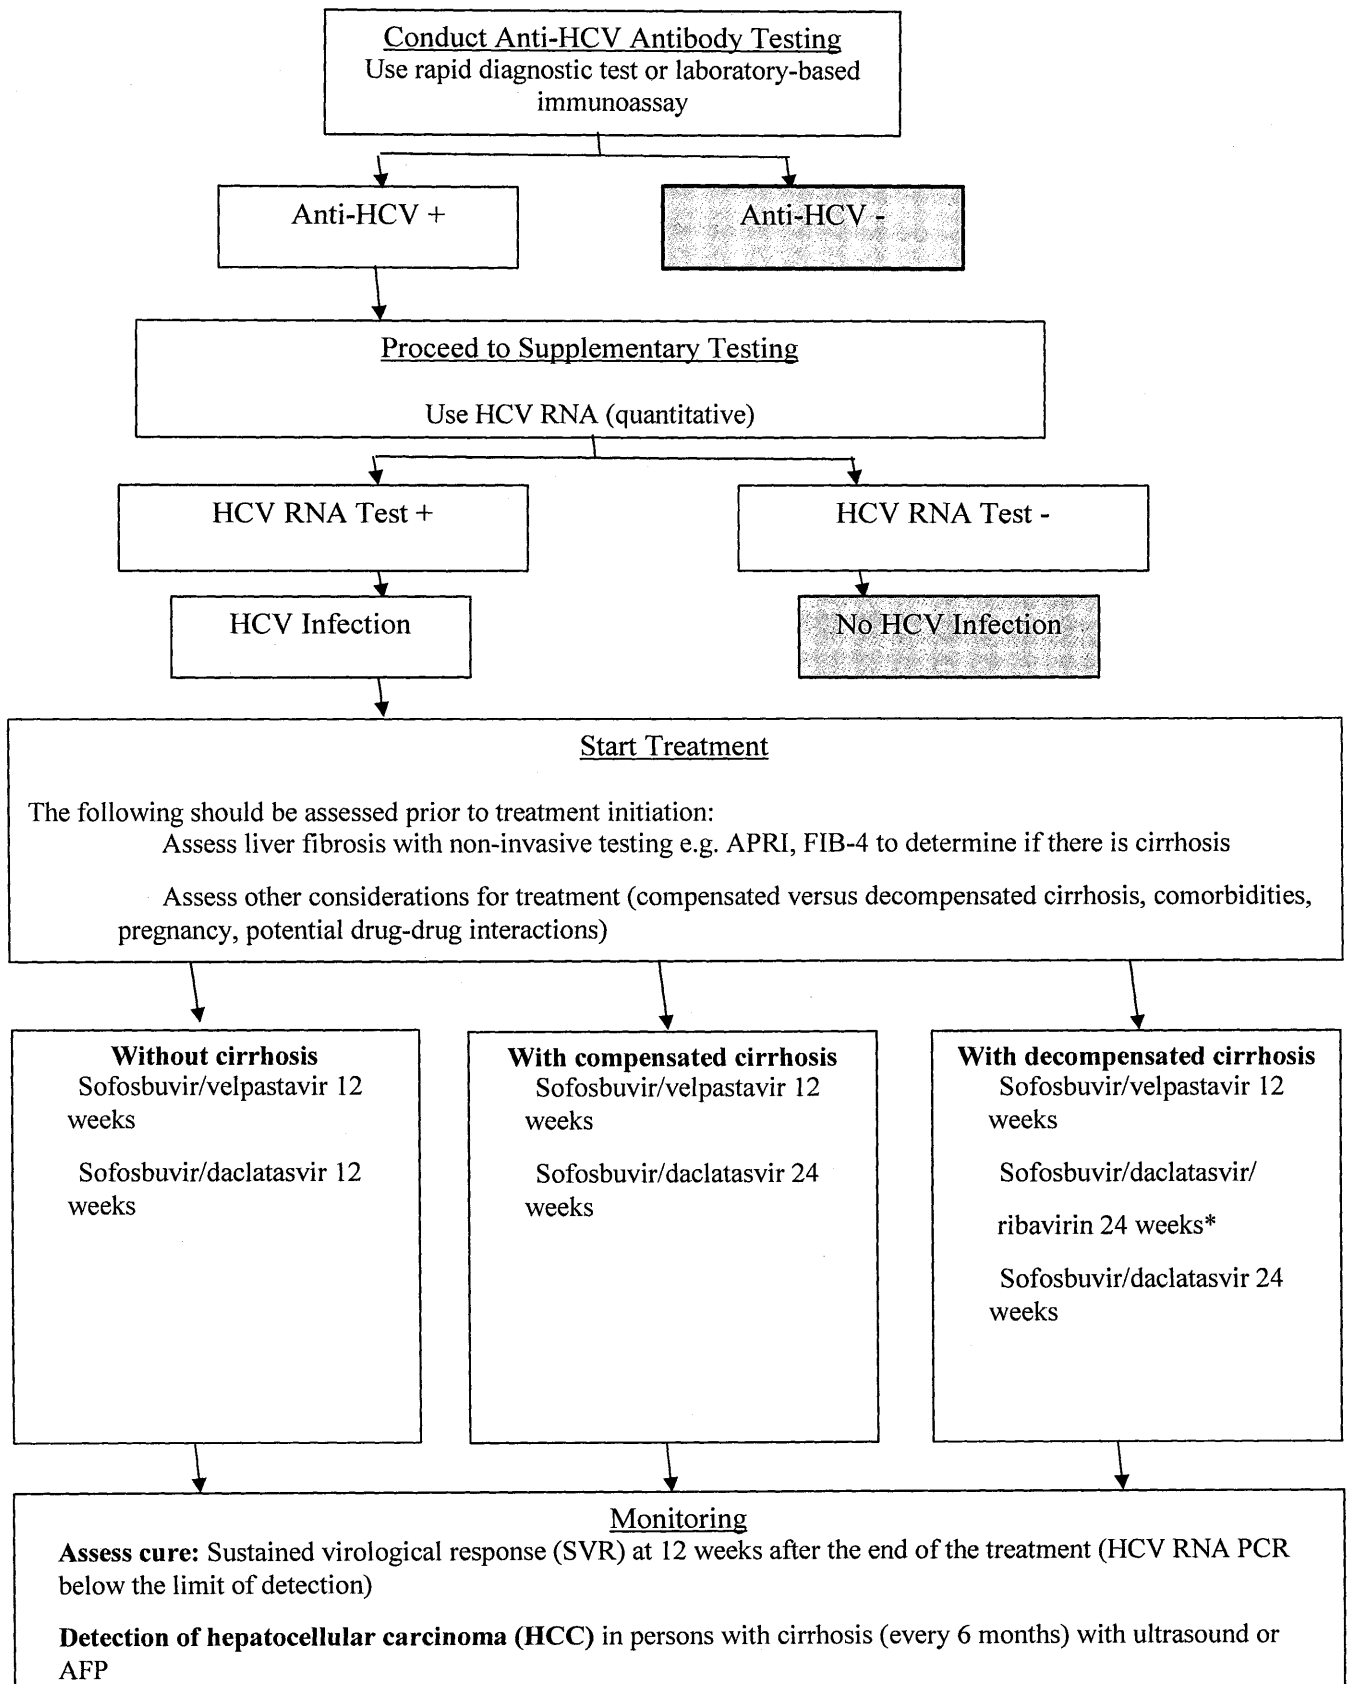 Conduct Anti-HCV Antibody Testing
Use rapid diagnostic test or laboratory-based
immunoassay
Anti-HCV +
Anti-HCV -
Proceed to Supplementary Testing
Use HCV RNA (quantitative)
HCV RNA Test +
HCV RNA Test -
HCV Infection
No HCV Infection
Start Treatment
The following should be assessed prior to treatment initiation:
Assess liver fibrosis with non-invasive testing e.g. APRI, FIB-4 to determine if there is cirrhosis
Assess other considerations for treatment (compensated versus decompensated cirrhosis, comorbidities,
pregnancy, potential drug-drug interactions)
Without cirrhosis
Sofosbuvir/velpastavir 12
weeks
Sofosbuvir/daclatasvir 12
weeks
With compensated cirrhosis
Sofosbuvir/velpastavir 12
weeks
Sofosbuvir/daclatasvir 24
weeks
With decompensated cirrhosis
Sofosbuvir/velpastavir 12
weeks
Sofosbuvir/daclatasvir/
ribavirin 24 weeks*
Sofosbuvir/daclatasvir 24
weeks
Monitoring
Assess cure: Sustained virological response (SVR) at 12 weeks after the end of the treatment (HCV RNA PCR
below the limit of detection)
Detection of hepatocellular carcinoma (HCC) in persons with cirrhosis (every 6 months) with ultrasound or
AFP